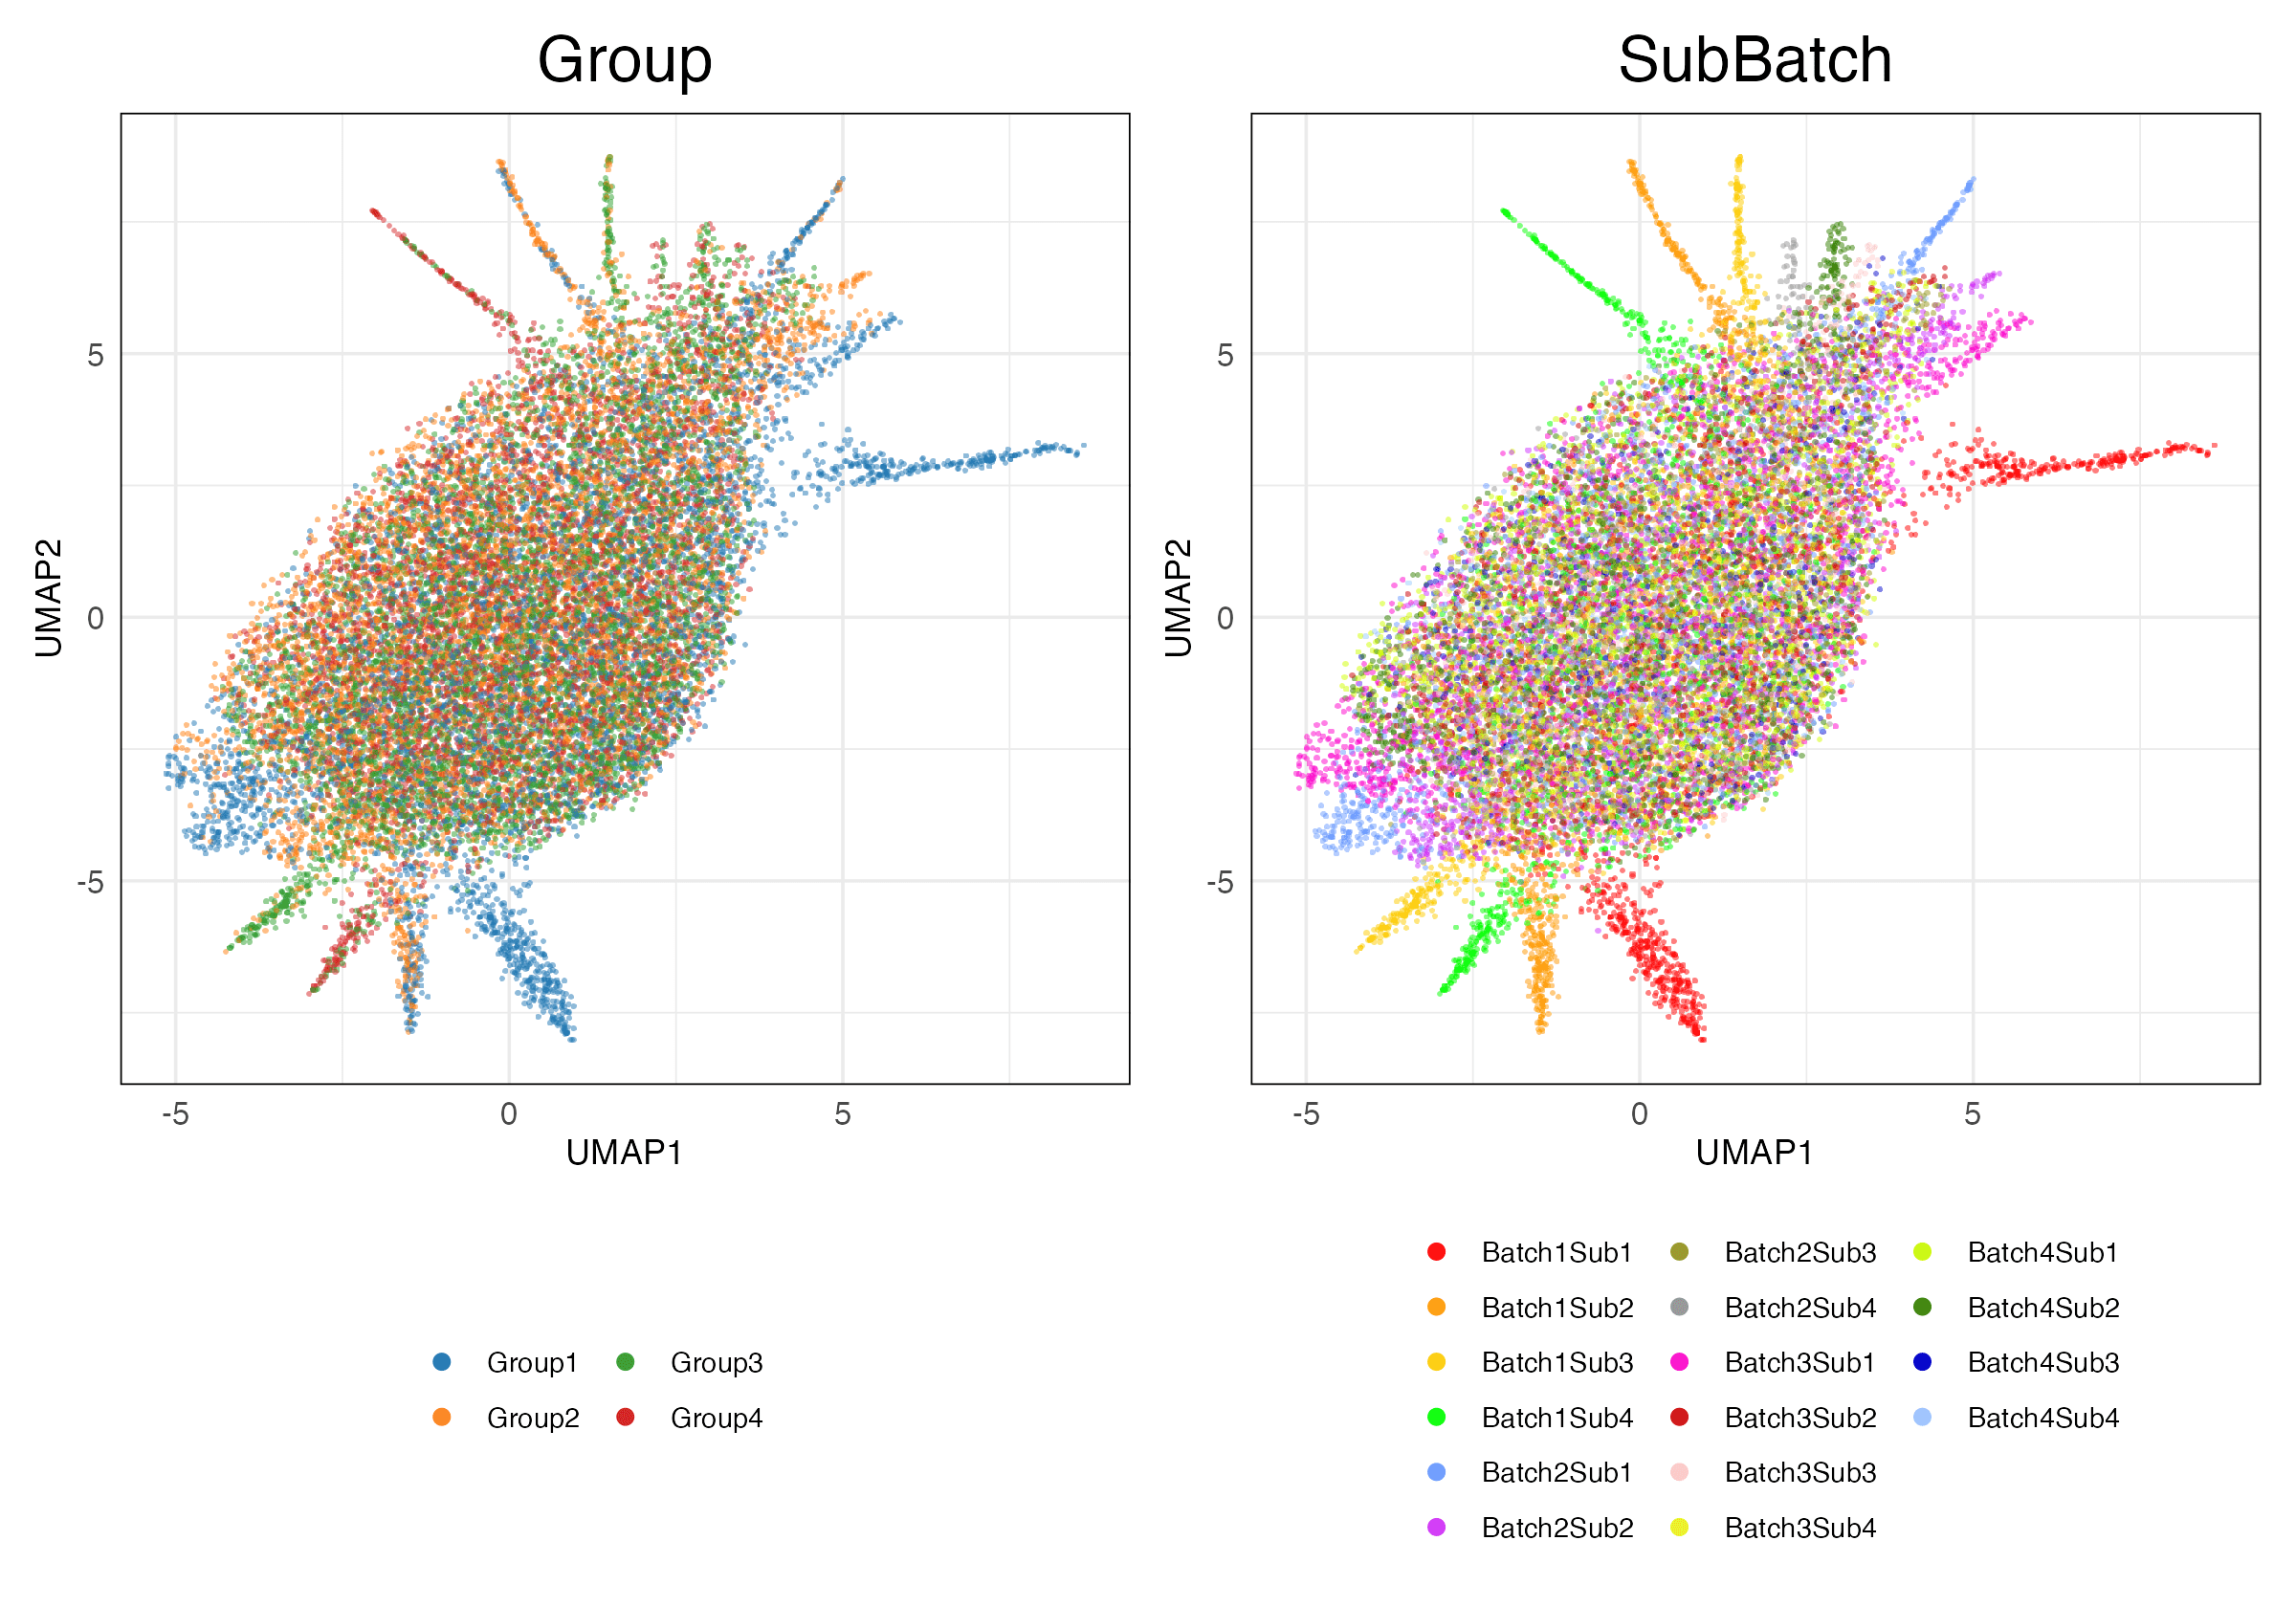 Group
SubBatch
5
0
-5
UMAP2
-5 0 5
UMAP1
5
0
-5
UMAP2
-5 0 5
UMAP1
Group1 Group3
Group2 Group4
Batch1Sub1 Batch2Sub3 Batch4Sub1
Batch1Sub2 Batch2Sub4 Batch4Sub2
Batch1Sub3 Batch3Sub1 Batch4Sub3
Batch1Sub4 Batch3Sub2 Batch4Sub4
Batch2Sub1 Batch3Sub3
Batch2Sub2 Batch3Sub4